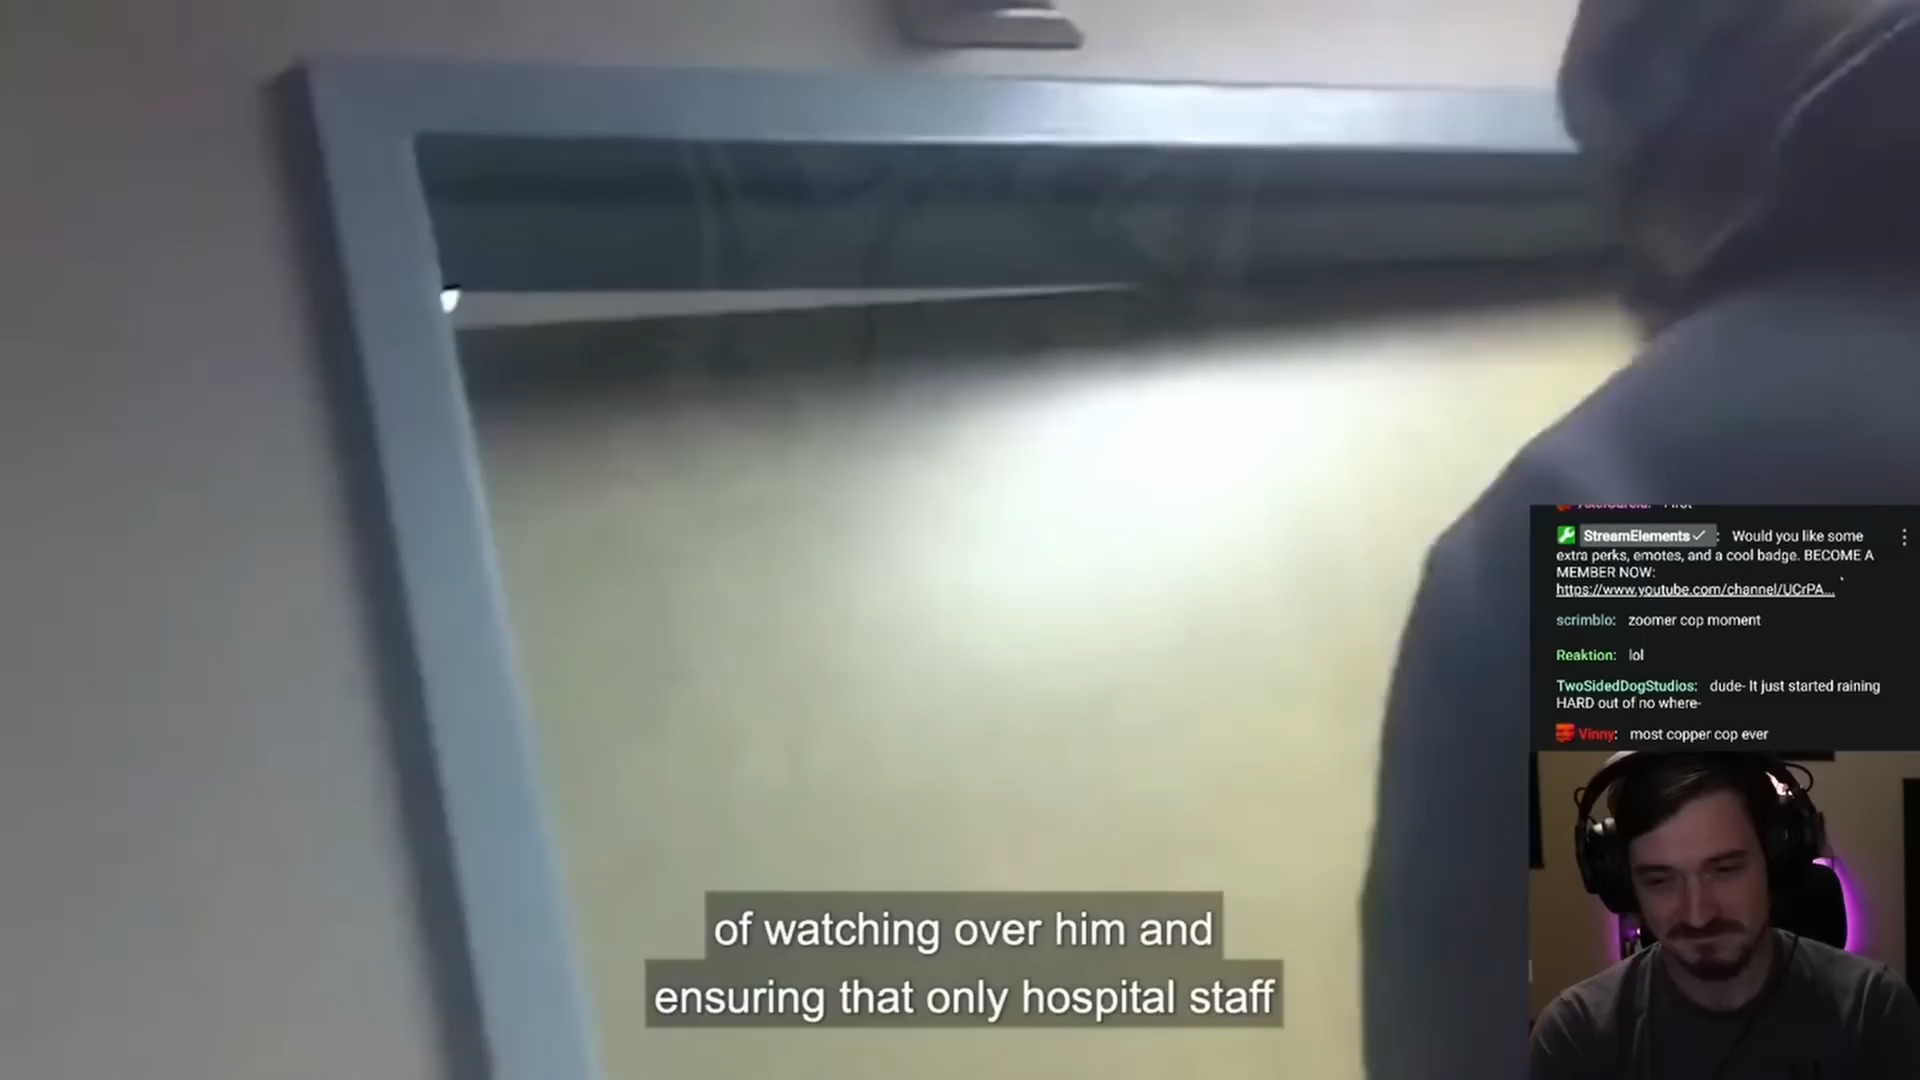 StreamElements : Would you like some
extra perks, emotes, and a cool badge. BECOME A
MEMBER NOW:
https://www.youtube.com/channel/UCrPA...
scrimblo: zoomer cop moment
Reaktion: lol
TwoSidedDogStudios: dude- It just started raining
HARD out of no where-
Vinny: most copper cop ever
of watching over him and
ensuring that only hospital staff